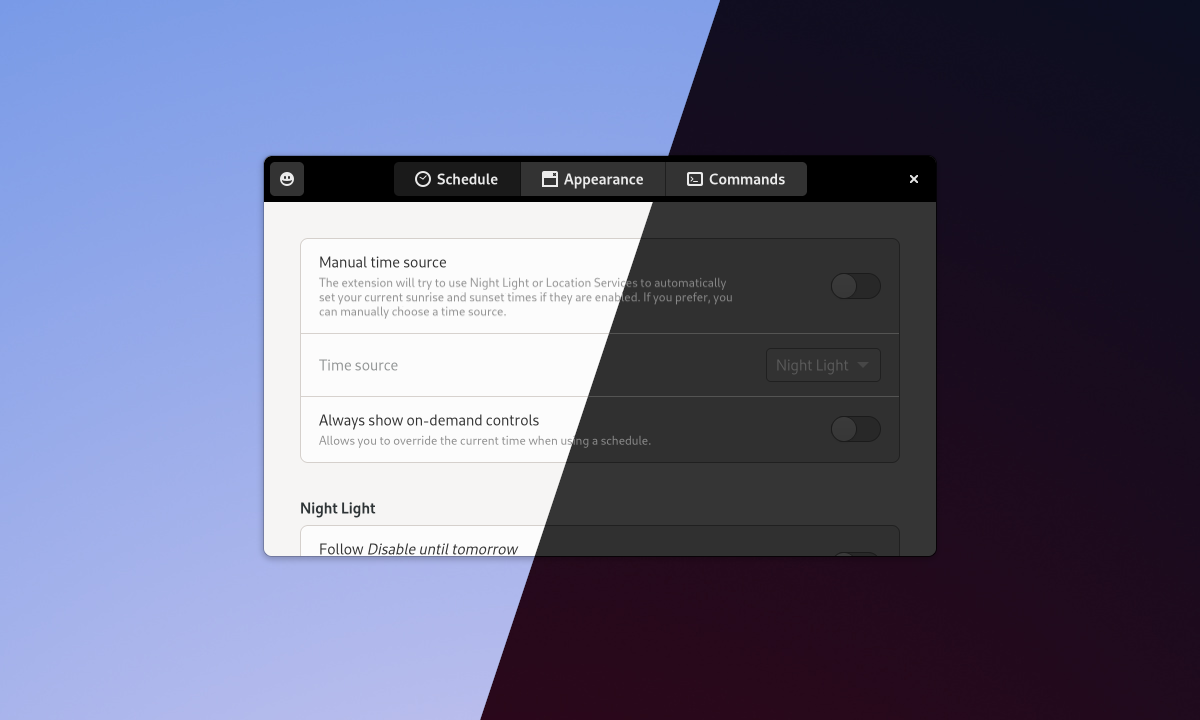 Schedule
Appearance
Commands
Manual time source
The extension will try to use Night Light or Location Services to automatically
set your current sunrise and sunset times if they are enabled. If you prefer, you
can manually choose a time source.
Time source
Night Light
Always show on-demand controls
Allows you to override the current time when using a schedule.
Night Light
Follow Disable until tomorrow